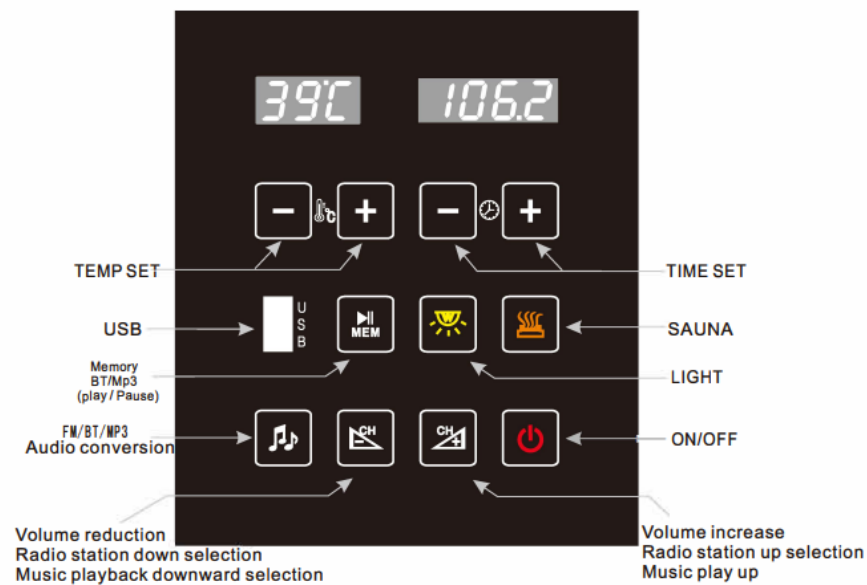 39℃ 106.2
− ℃ + − +
TEMP SET
TIME SET
USB
USB
MEM
SAUNA
Memory
BT/Mp3
(play / Pause)
LIGHT
FM/BT/MP3
Audio conversion
CH
−
CH
+
ON/OFF
Volume reduction
Radio station down selection
Music playback downward selection
Volume increase
Radio station up selection
Music play up